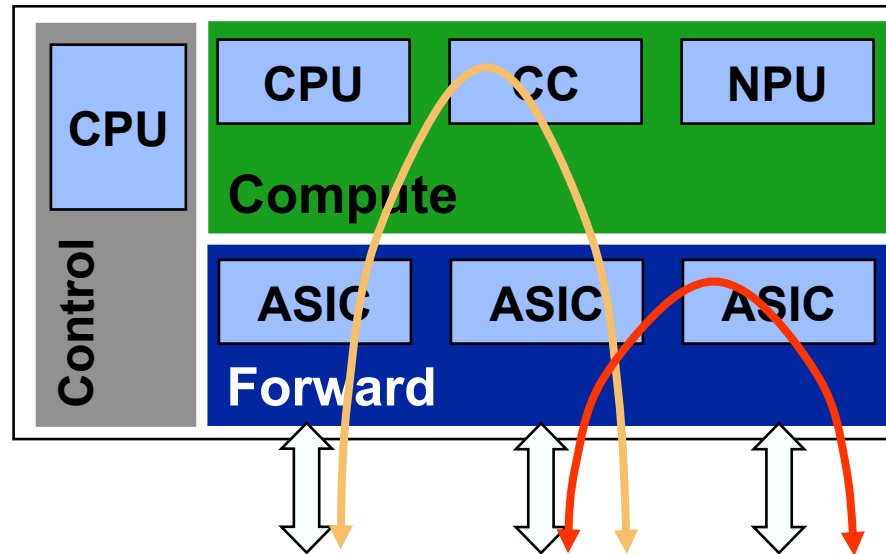 CPU
Control
CPU
CC
NPU
Compute
ASIC
ASIC
ASIC
Forward